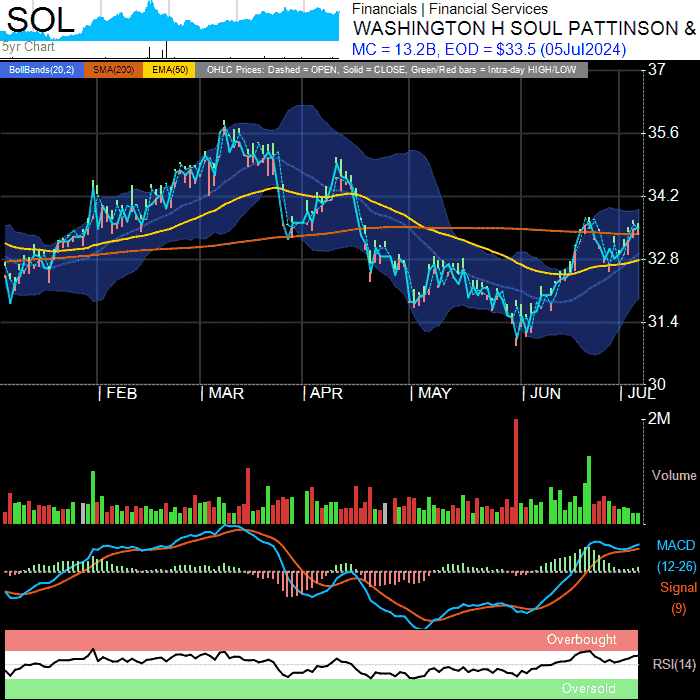 SOL
Financials | Financial Services
WASHINGTON H SOUL PATTINSON &
MC = 13.2B, EOD = $33.5 (05Jul2024)
5yr Chart
BollBands(20,2) SMA(200) EMA(50) OHLC Prices: Dashed = OPEN, Solid = CLOSE, Green/Red bars = Intra-day HIGH/LOW
37
35.6
34.2
32.8
31.4
30
| FEB | MAR | APR | MAY | JUN | JUL
2M
Volume
MACD
(12-26)
Signal
(9)
Overbought
RSI(14)
Oversold